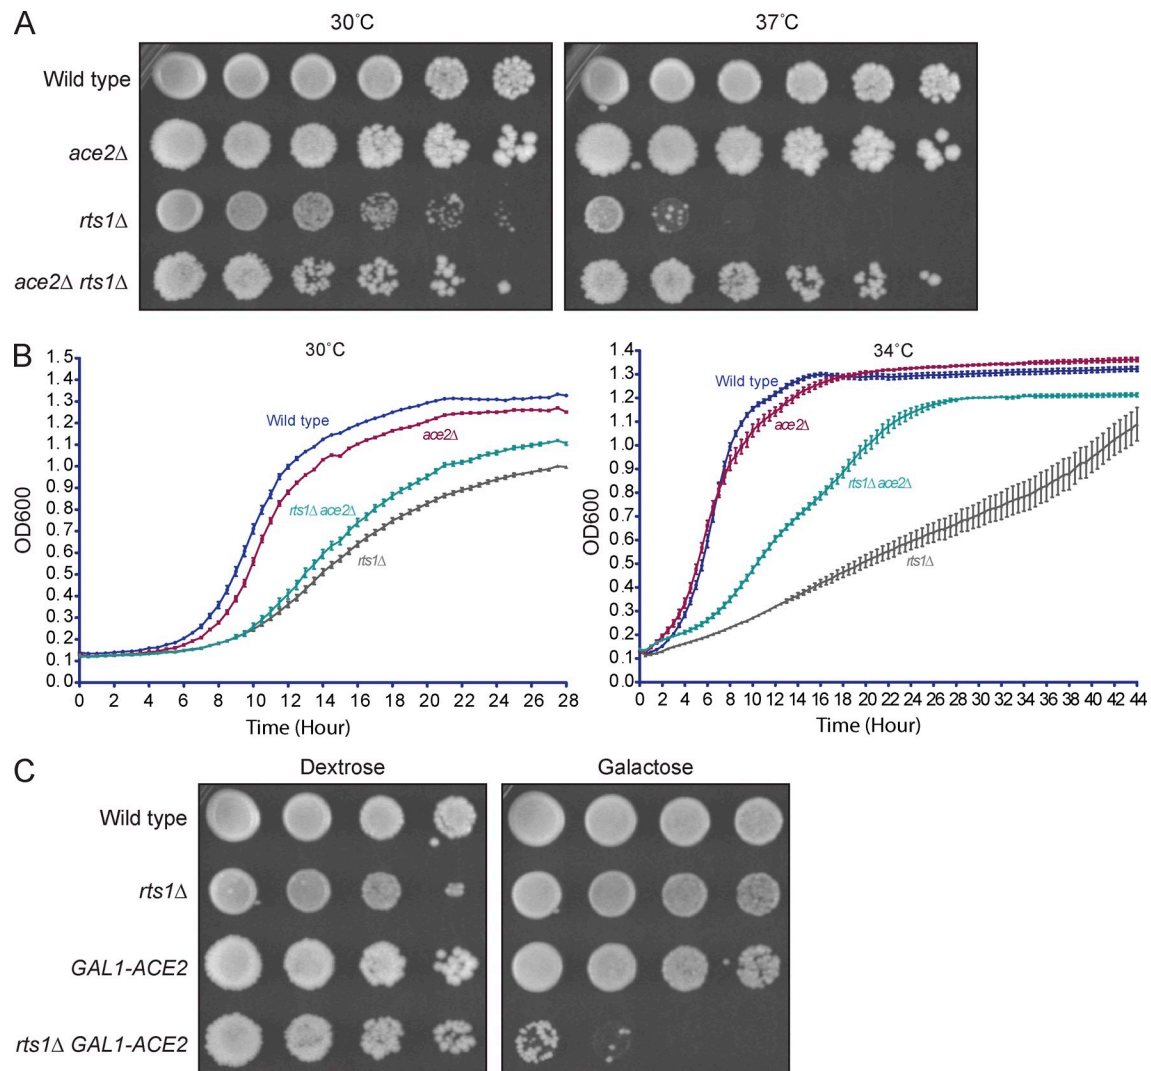 A
30°C
37°C
Wild type
ace2Δ
rts1Δ
ace2Δ rts1Δ
B
30°C
OD600
1.5
1.4
1.3
1.2
1.1
1.0
0.9
0.8
0.7
0.6
0.5
0.4
0.3
0.2
0.1
0.0
Wild type
ace2Δ
rts1Δ ace2Δ
rts1Δ
0 2 4 6 8 10 12 14 16 18 20 22 24 26 28
Time (Hour)
34°C
OD600
1.4
1.3
1.2
1.0
0.9
0.8
0.7
0.6
0.5
0.4
0.3
0.2
0.1
0.0
Wild type
ace2Δ
rts1Δ ace2Δ
rts1Δ
0 2 4 6 8 10 12 14 16 18 20 22 24 26 28 30 32 34 36 38 40 42 44
Time (Hour)
C
Dextrose
Galactose
Wild type
rts1Δ
GAL1-ACE2
rts1Δ GAL1-ACE2